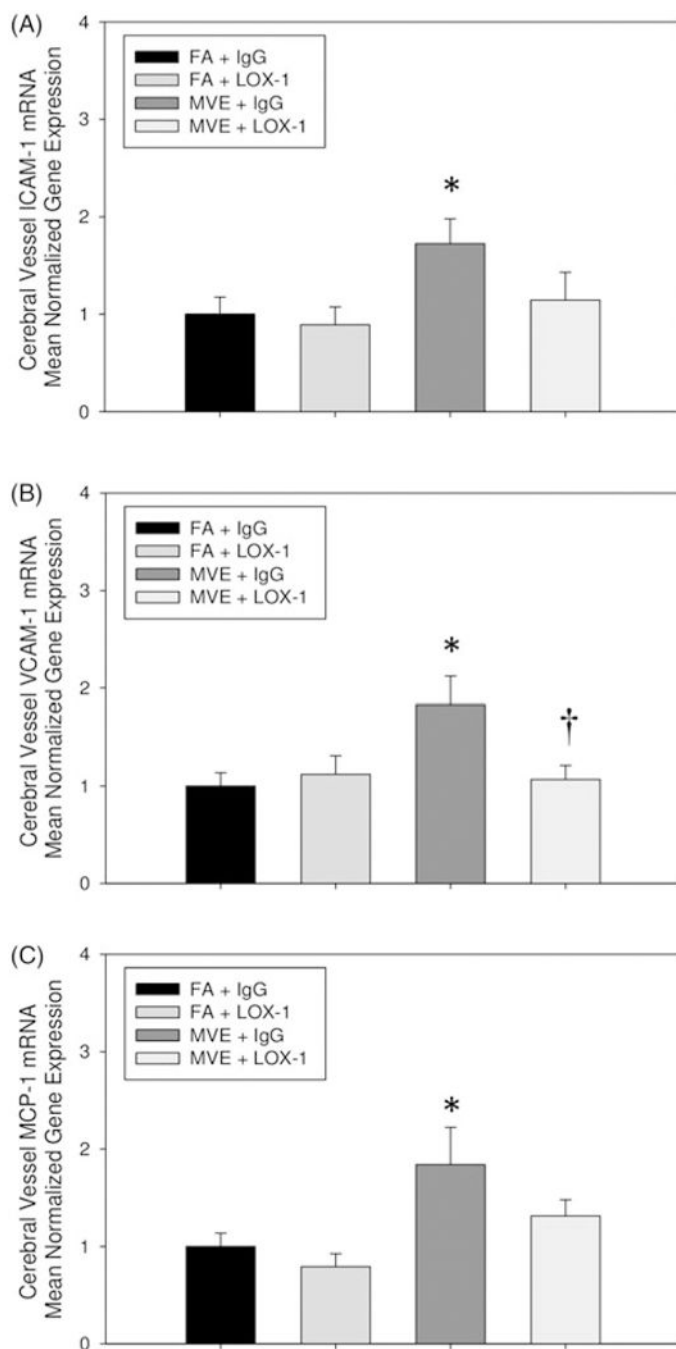 (A)
Cerebral Vessel ICAM-1 mRNA
Mean Normalized Gene Expression
4
3
2
1
0
FA + IgG
FA + LOX-1
MVE + IgG
MVE + LOX-1
*
(B)
Cerebral Vessel VCAM-1 mRNA
Mean Normalized Gene Expression
4
3
2
1
0
FA + IgG
FA + LOX-1
MVE + IgG
MVE + LOX-1
*
†
(C)
Cerebral Vessel MCP-1 mRNA
Mean Normalized Gene Expression
4
3
2
1
0
FA + IgG
FA + LOX-1
MVE + IgG
MVE + LOX-1
*